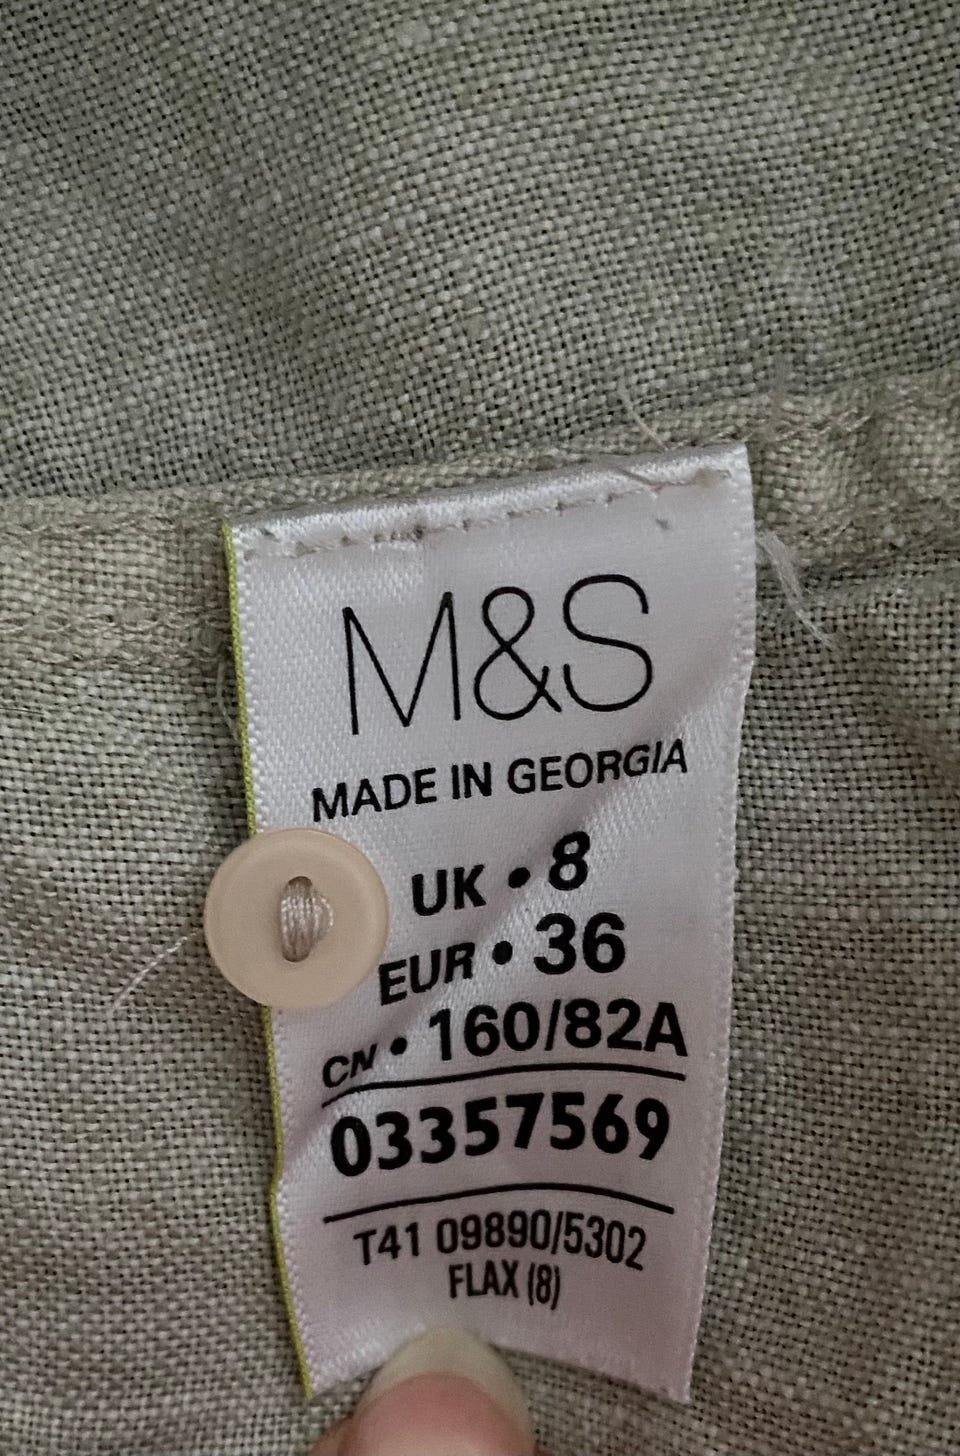 M&S
MADE IN GEORGIA
UK • 8
EUR • 36
CN • 160/82A
03357569
T41 09890/5302
FLAX (8)